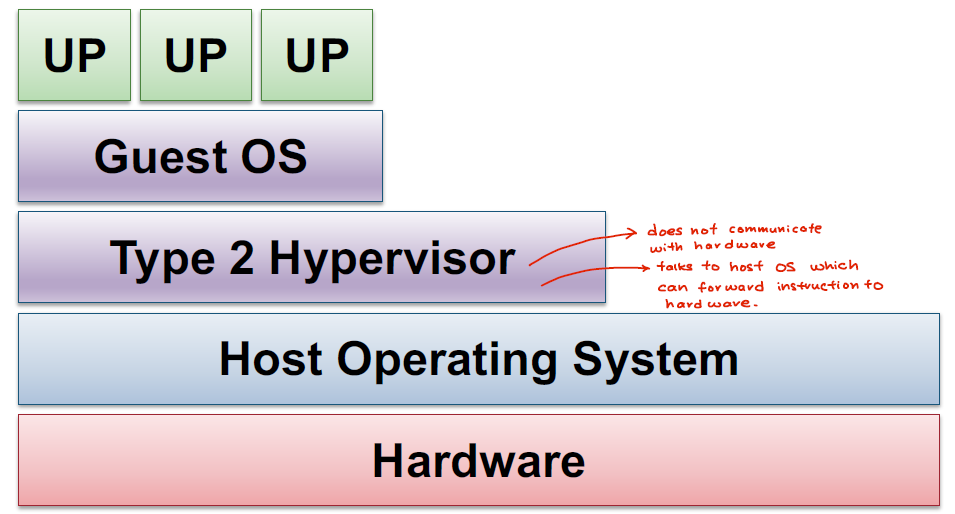 UP UP UP
Guest OS
Type 2 Hypervisor
does not communicate
with hardware
talks to host OS which
can forward instruction to
hardware.
Host Operating System
Hardware